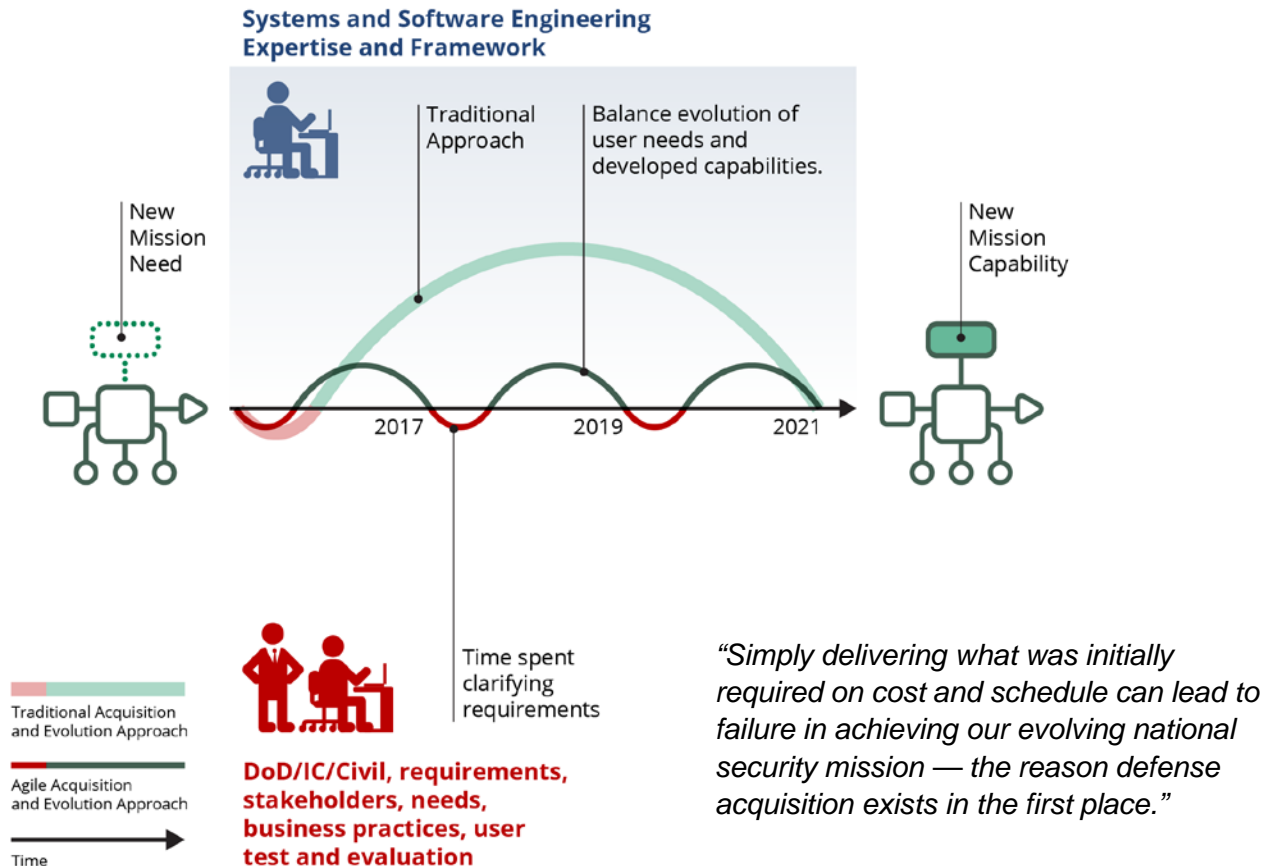 Systems and Software Engineering
Expertise and Framework
Traditional
Approach
Balance evolution of
user needs and
developed capabilities.
New
Mission
Need
New
Mission
Capability
2017
2019
2021
Time spent
clarifying
requirements
Traditional Acquisition
and Evolution Approach
Agile Acquisition
and Evolution Approach
Time
DoD/IC/Civil, requirements,
stakeholders, needs,
business practices, user
test and evaluation
“Simply delivering what was initially
required on cost and schedule can lead to
failure in achieving our evolving national
security mission — the reason defense
acquisition exists in the first place.”